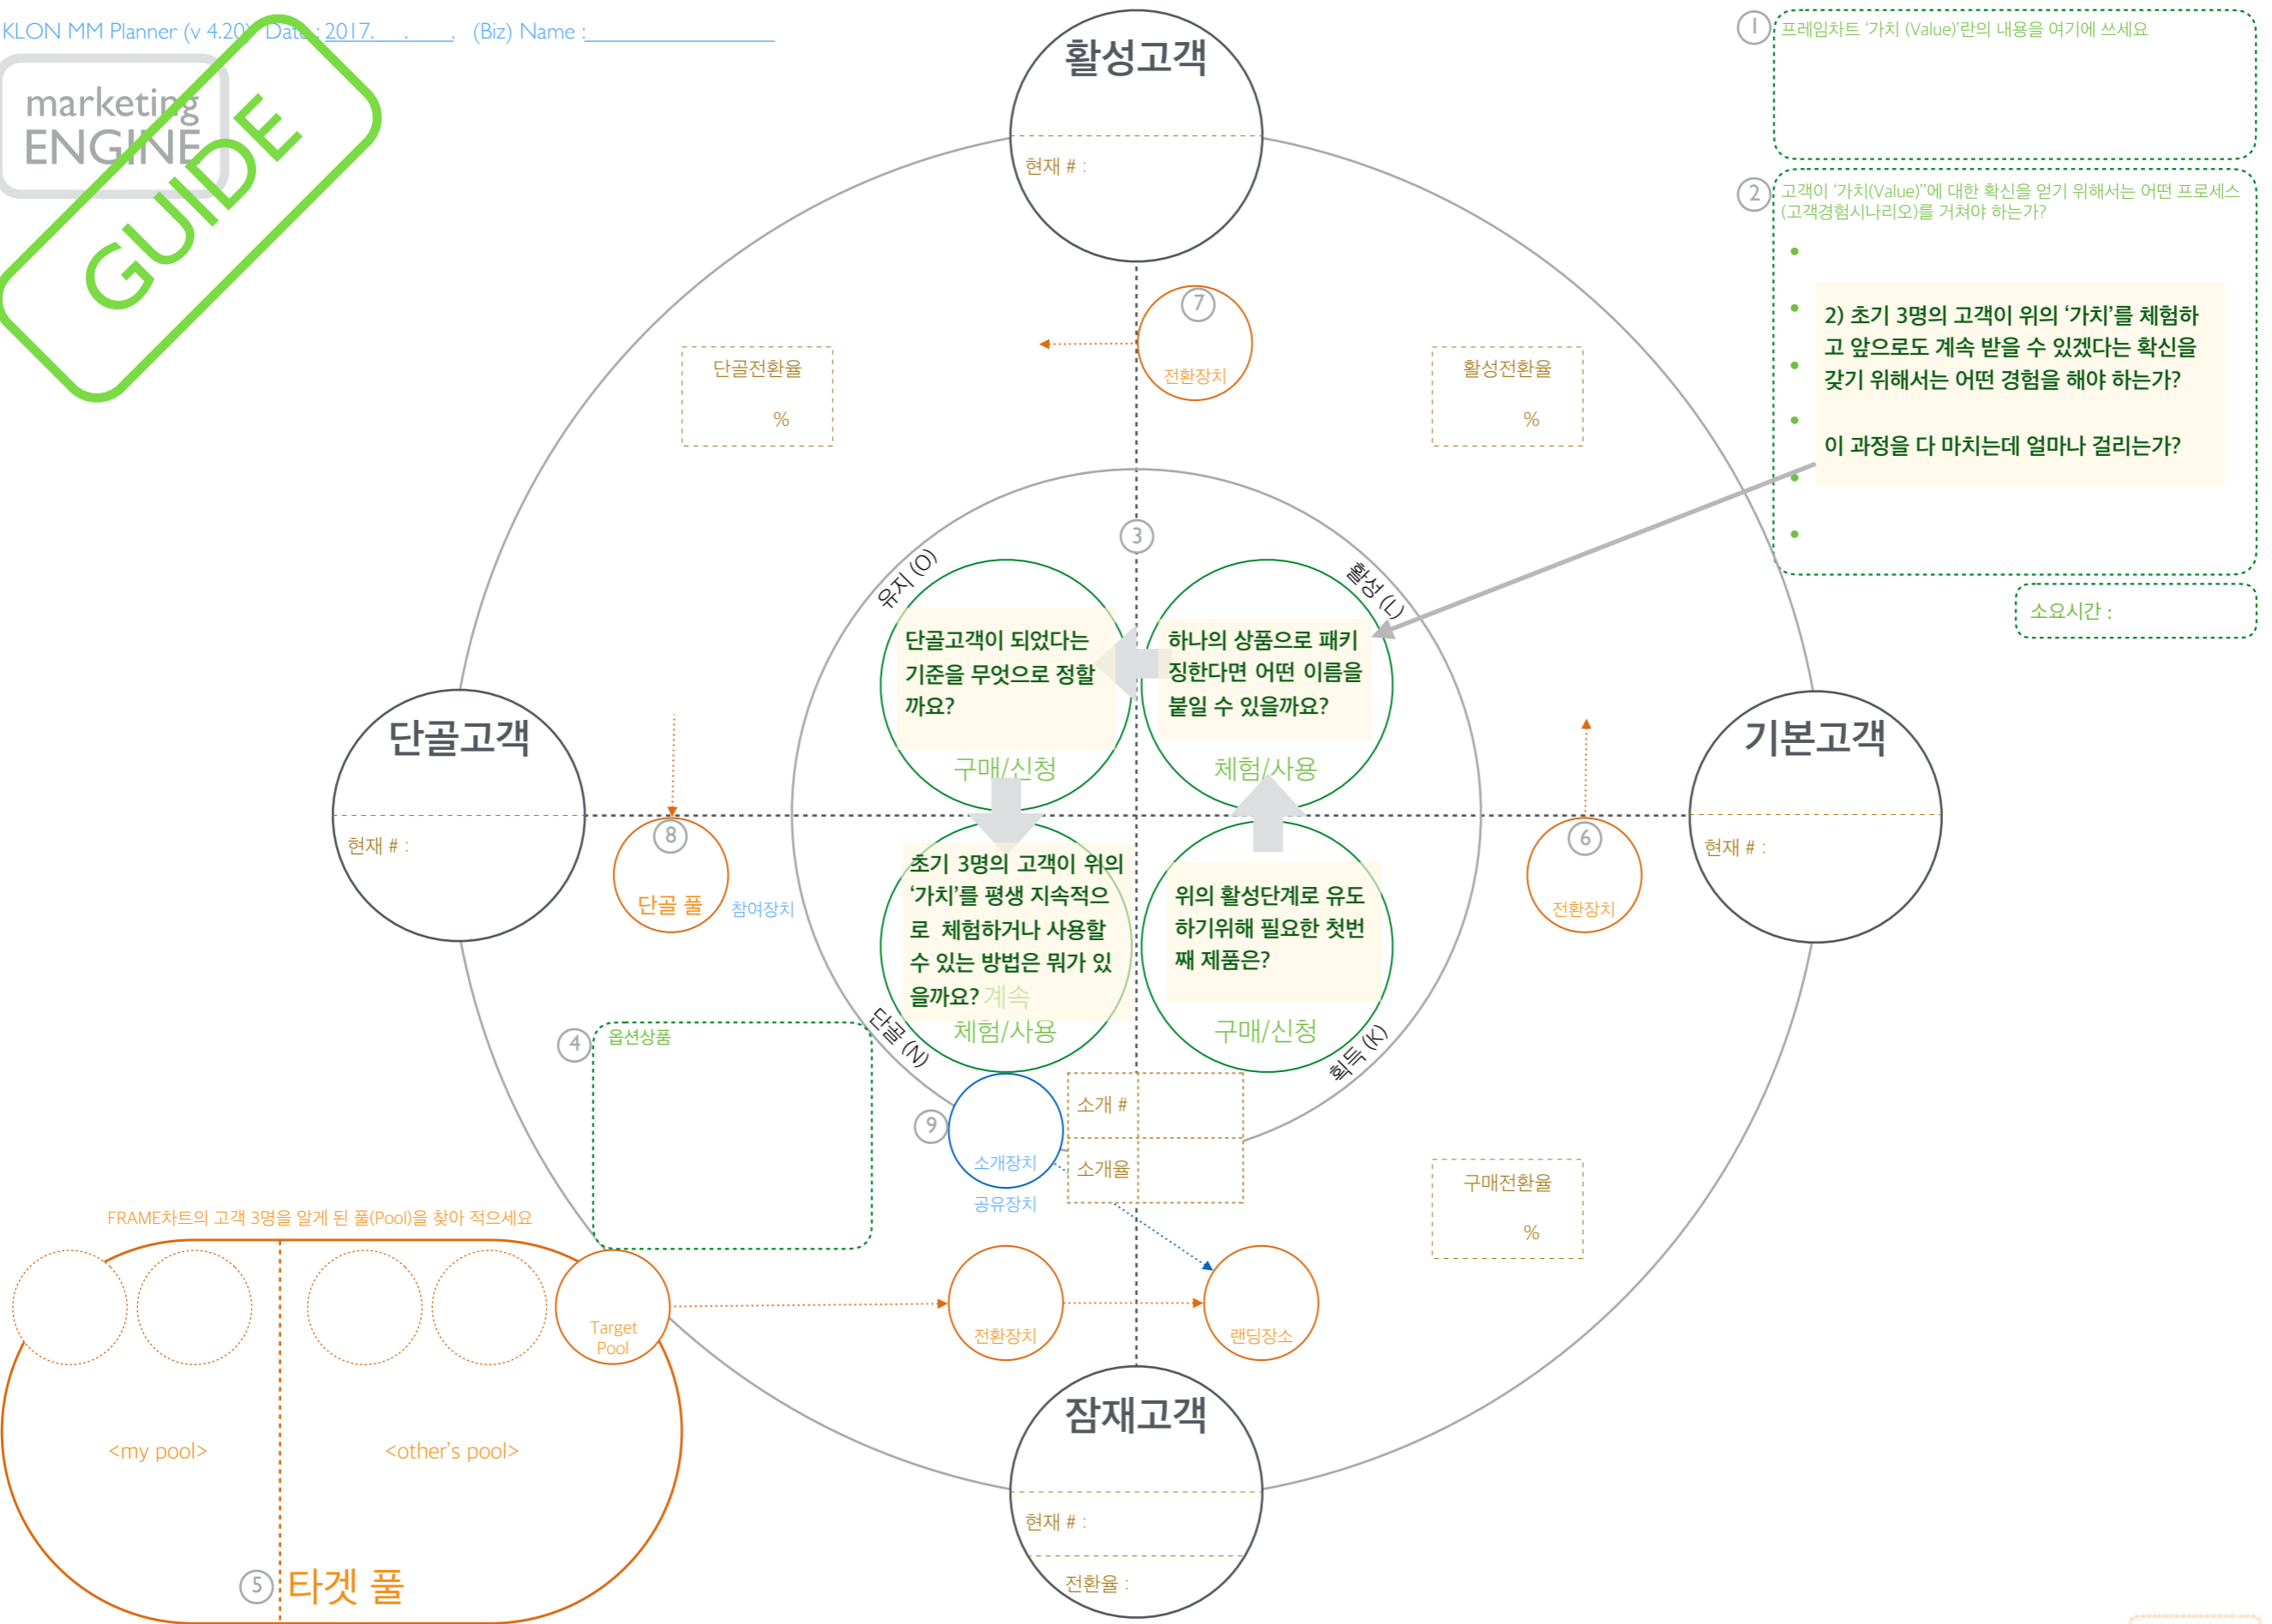 KLON MM Planner (v 4.20) Date : 2017. . . (Biz) Name :
marketing
ENGINE
GUIDE
활성고객
현재 # :
1
프레임차트 ‘가치 (Value)’란의 내용을 여기에 쓰세요
2
고객이 ‘가치(Value)”에 대한 확신을 얻기 위해서는 어떤 프로세스
(고객경험시나리오)를 거쳐야 하는가?
2) 초기 3명의 고객이 위의 ‘가치’를 체험하
고 앞으로도 계속 받을 수 있겠다는 확신을
갖기 위해서는 어떤 경험을 해야 하는가?
이 과정을 다 마치는데 얼마나 걸리는가?
소요시간 :
7
전환장치
단골전환율
%
활성전환율
%
3
유지 (O)
활성 (L)
단골고객이 되었다는
기준을 무엇으로 정할
까요?
구매/신청
하나의 상품으로 패키
징한다면 어떤 이름을
붙일 수 있을까요?
체험/사용
단골고객
현재 # :
기본고객
현재 # :
8
단골 풀
참여장치
6
전환장치
초기 3명의 고객이 위의
‘가치’를 평생 지속적으
로 체험하거나 사용할
수 있는 방법은 뭐가 있
을까요? 계속
체험/사용
위의 활성단계로 유도
하기위해 필요한 첫번
째 제품은?
구매/신청
단골 (N)
획득 (K)
4
옵션상품
9
소개장치
공유장치
소개 #
소개율
구매전환율
%
FRAME차트의 고객 3명을 알게 된 풀(Pool)을 찾아 적으세요
Target
Pool
전환장치
랜딩장소
<my pool>
<other’s pool>
5
타겟 풀
잠재고객
현재 # :
전환율 :